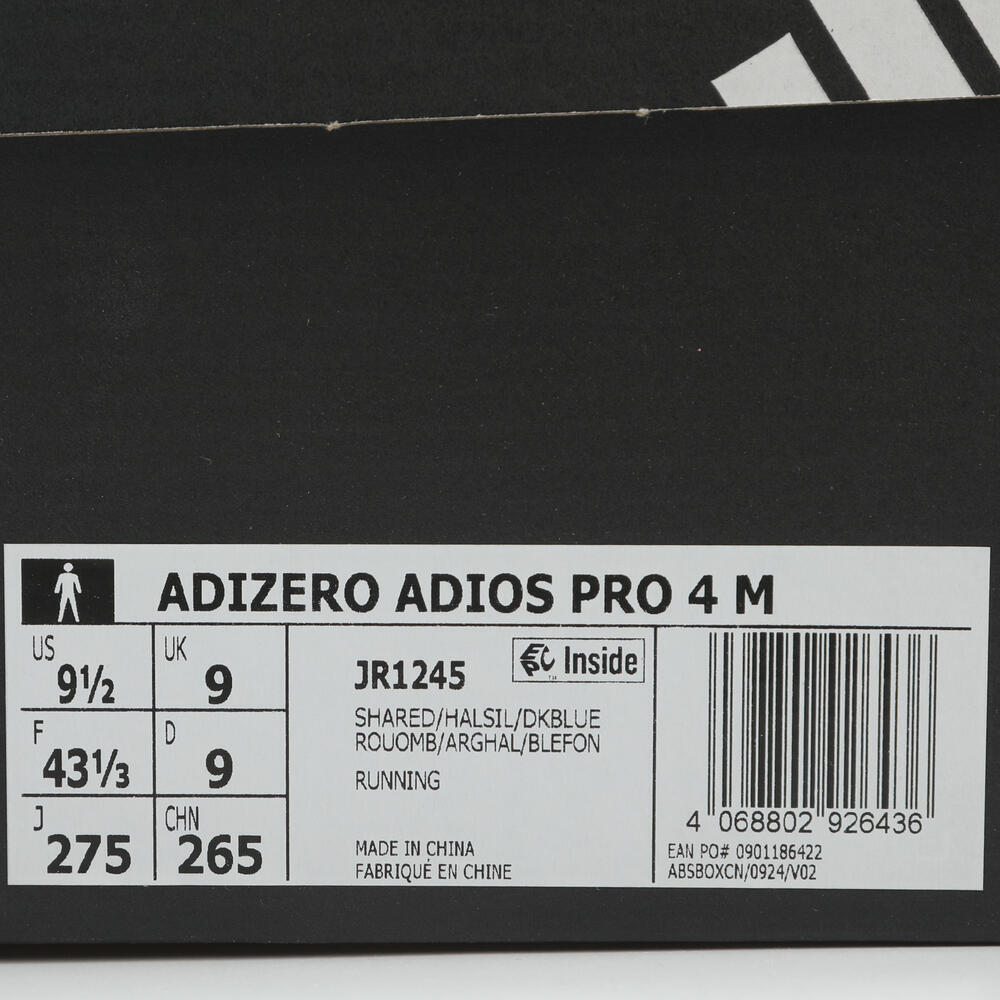 ADIZERO ADIOS PRO 4 M
US
9½
UK
9
F
43⅓
D
9
J
275
CHN
265
JR1245
Inside
™
SHARED/HALSIL/DKBLUE
ROUOMB/ARGHAL/BLEFON
RUNNING
MADE IN CHINA
FABRIQUÉ EN CHINE
4 068802 926436
EAN PO# 0901186422
ABSBOXCN/0924/V02